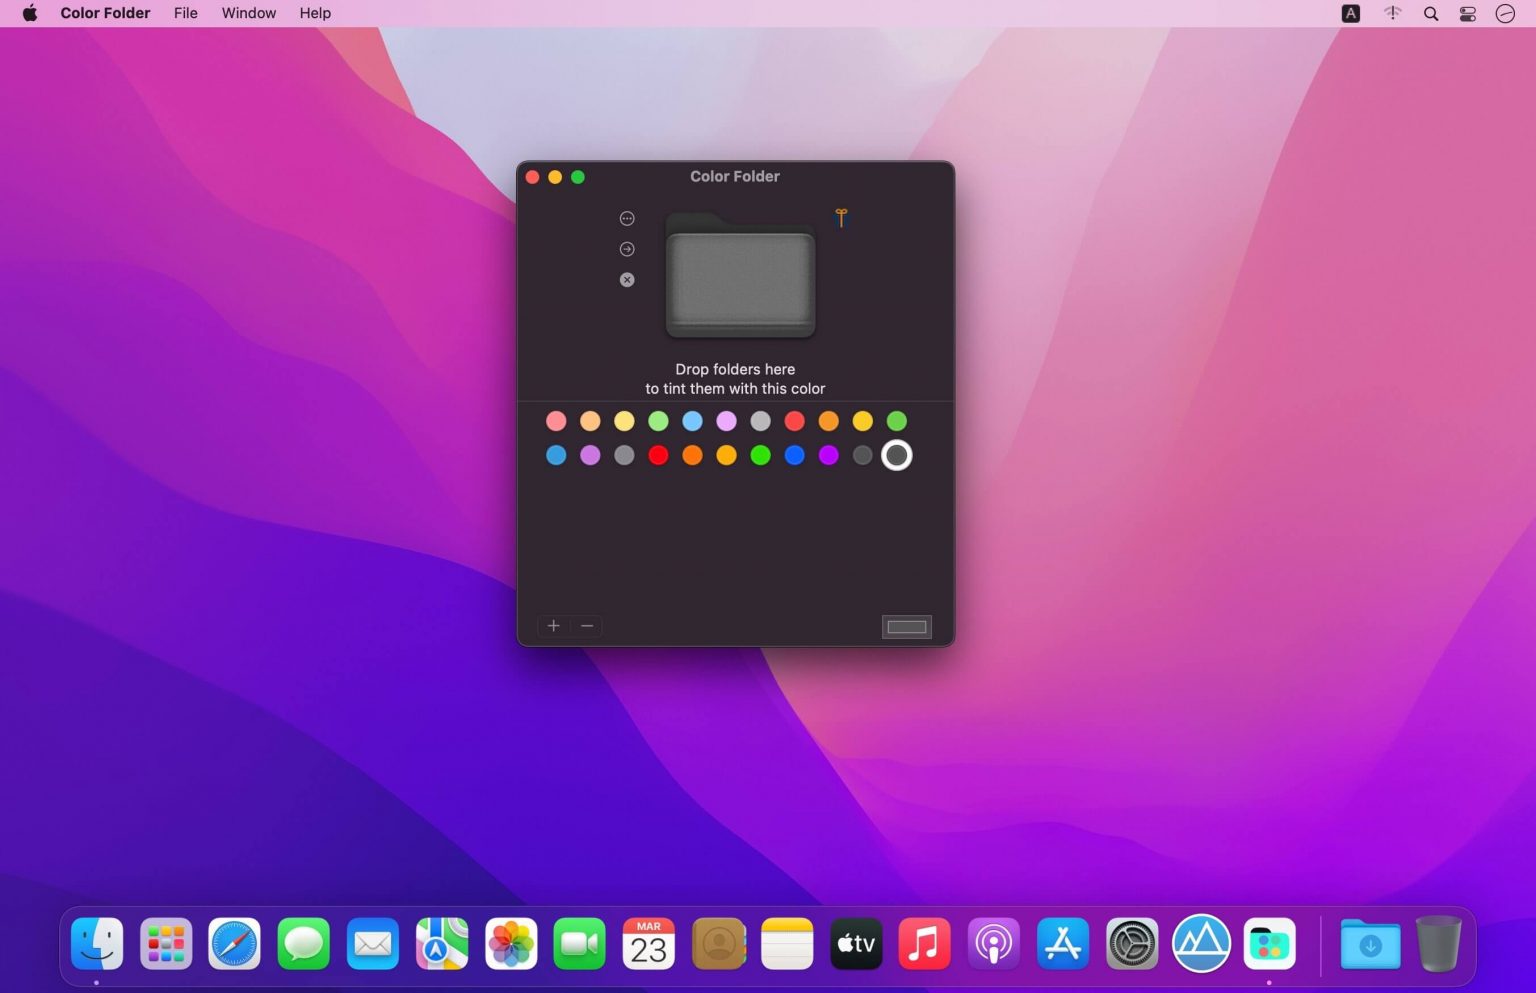 Color Folder File Window Help A
Color Folder
Drop folders here
to tint them with this color
MAR
23
tv